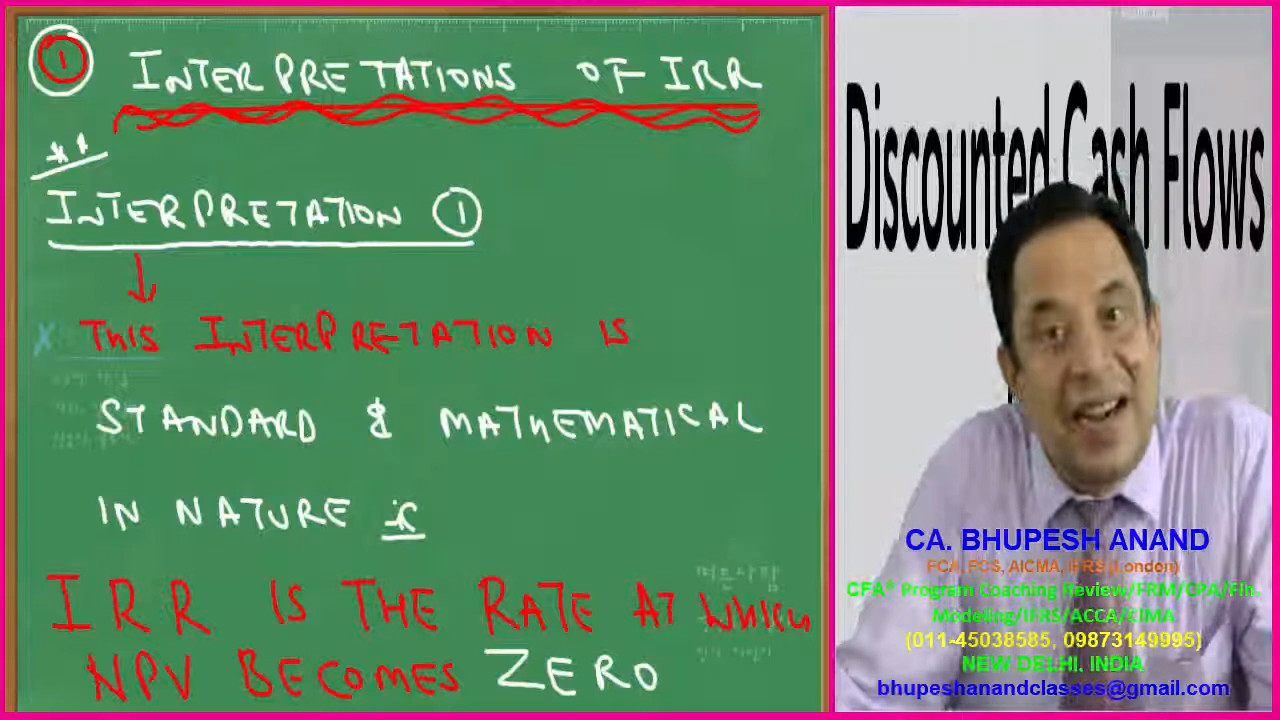 ① INTERPRETATIONS OF IRR
INTERPRETATION ①
THIS INTERPRETATION IS
STANDARD & MATHEMATICAL
IN NATURE ie
IRR IS THE RATE AT WHICH
NPV BECOMES ZERO
Discounted Cash Flows
CA. BHUPESH ANAND
FCA, FCS, AICMA, IFRS (London)
CFA® Program Coaching Review/FRM/CPA/Fin.
Modeling/IFRS/ACCA/CIMA
(011-45038585, 09873149995)
NEW DELHI. INDIA
bhupeshanandclasses@gmail.com